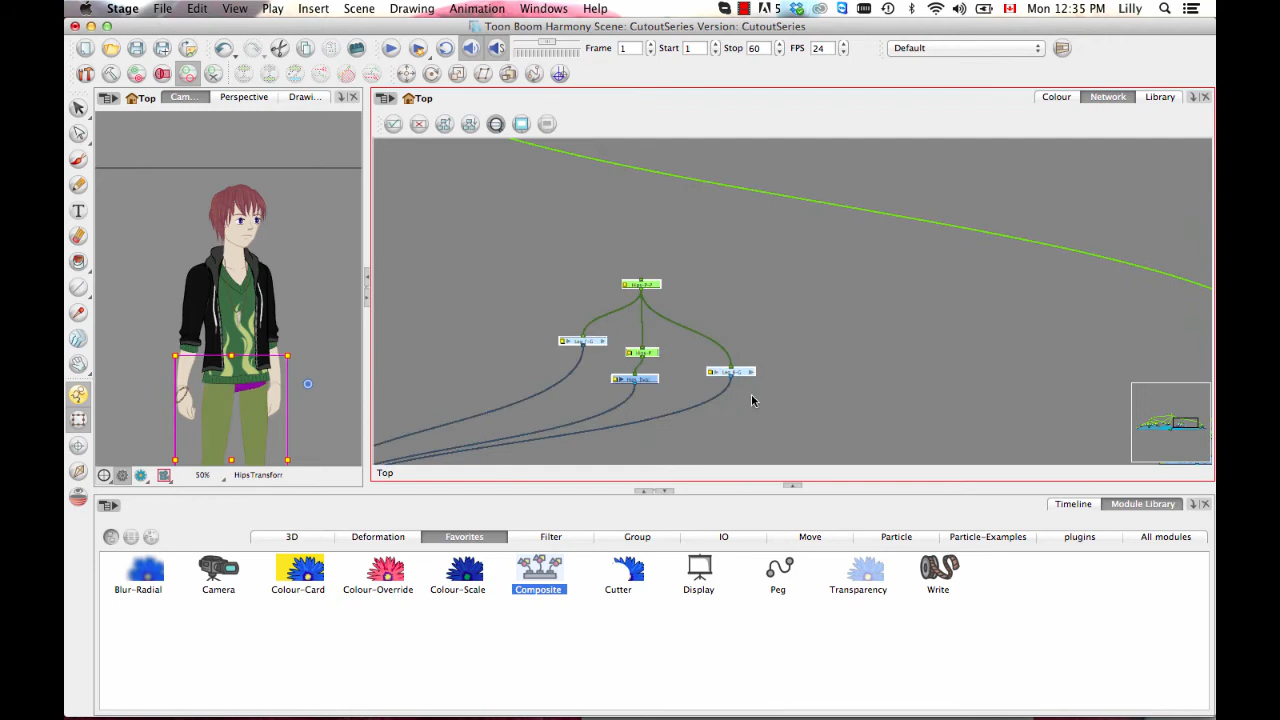 Stage File Edit View Play Insert Scene Drawing Animation Windows Help 5 Mon 12:35 PM Lilly
Toon Boom Harmony Scene: CutoutSeries Version: CutoutSeries
Frame 1 Start 1 Stop 60 FPS 24 Default
Top Cam... Perspective Drawi...
Top Colour Network Library
T
50% HipsTransforr
Top
Timeline Module Library
3D Deformation Favorites Filter Group IO Move Particle Particle-Examples plugins All modules
Blur-Radial Camera Colour-Card Colour-Override Colour-Scale Composite Cutter Display Peg Transparency Write